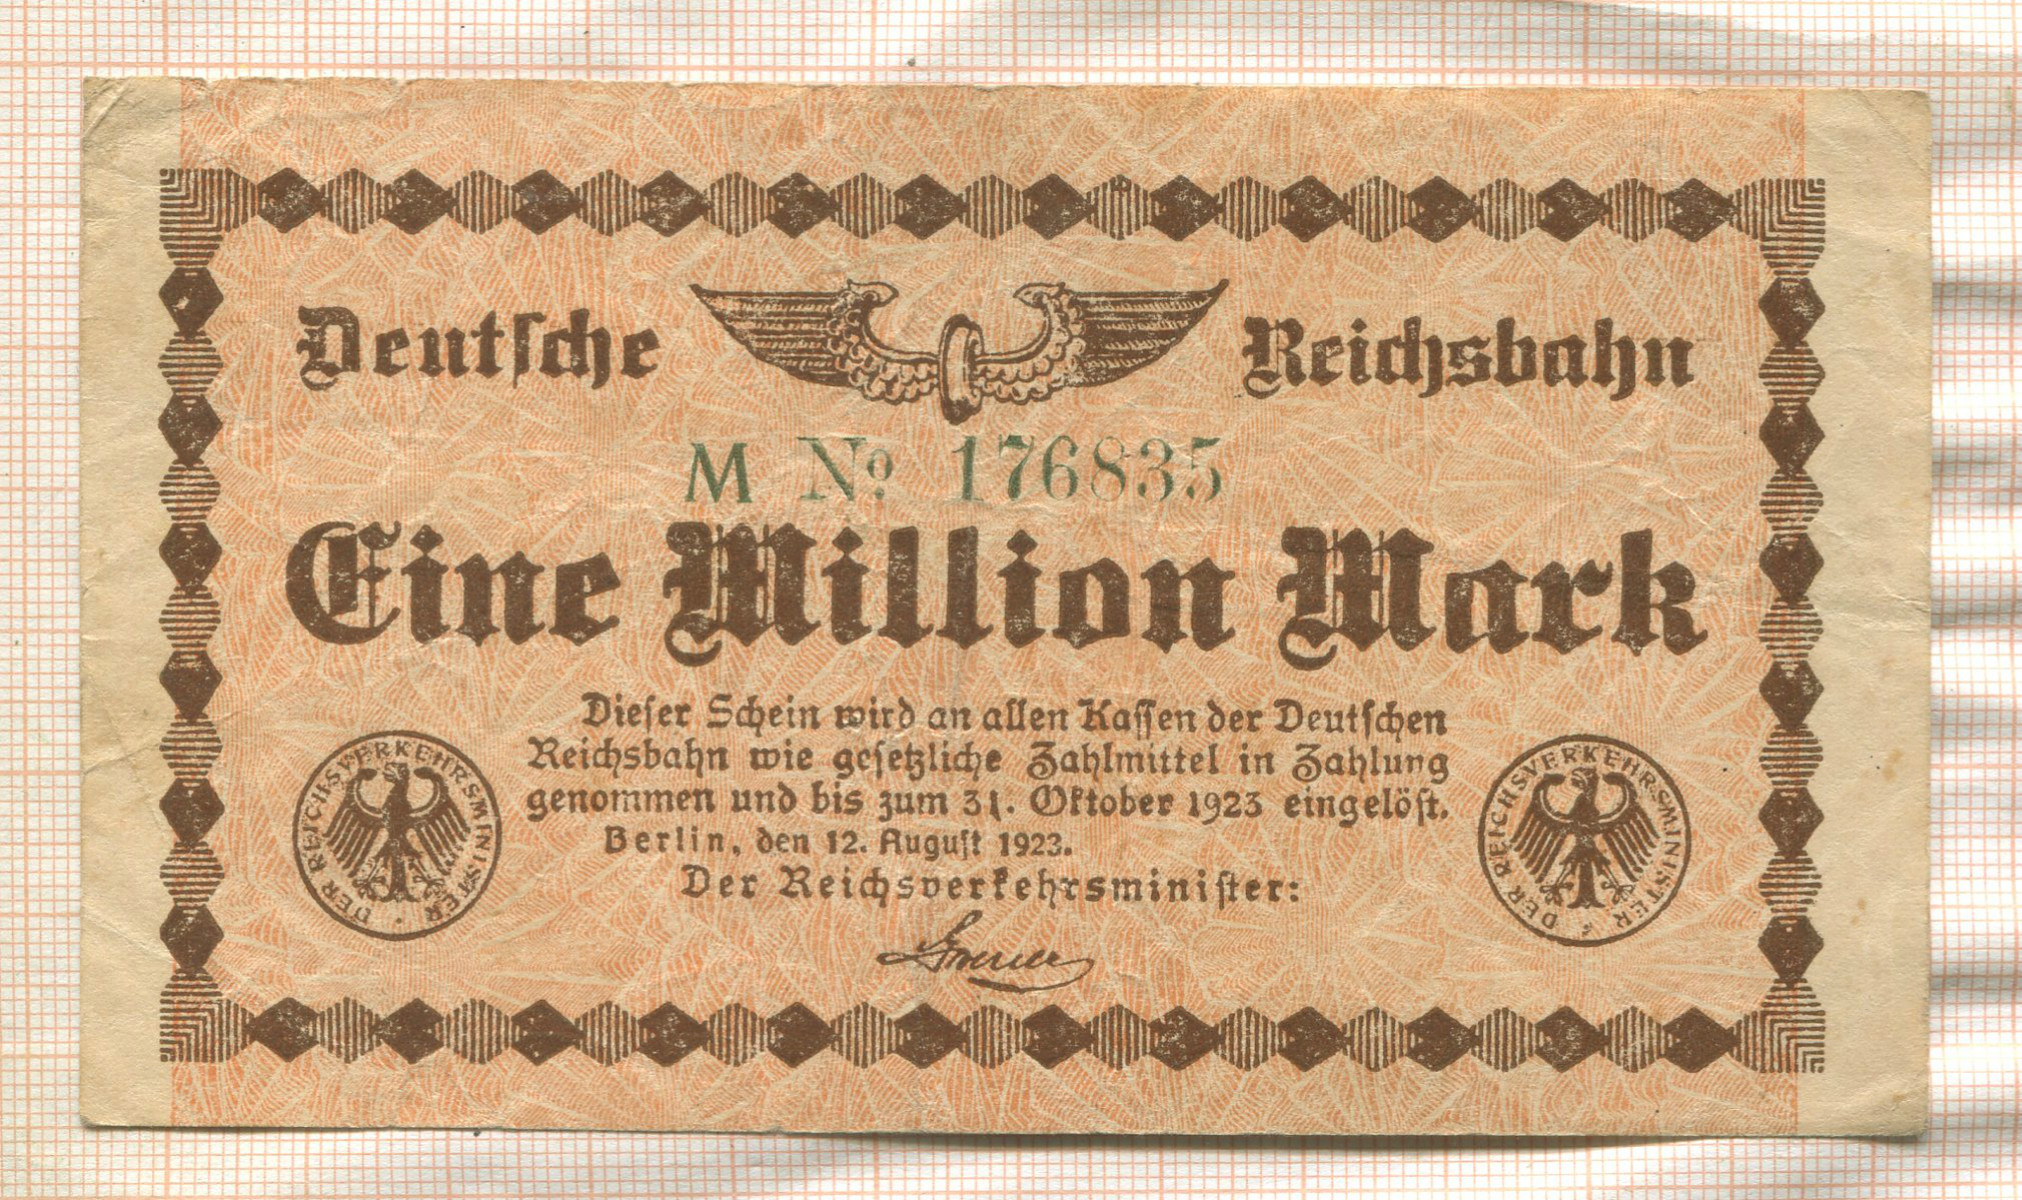 Deutsche Reichsbahn
M № 176835
Eine Million Mark
Dieser Schein wird an allen Kassen der Deutschen
Reichsbahn wie gesetzliche Zahlmittel in Zahlung
genommen und bis zum 31. Oktober 1923 eingelöst.
Berlin, den 12. August 1923.
Der Reichsverkehrsminister:
DER REICHSVERKEHRSMINISTER
DER REICHSVERKEHRSMINISTER